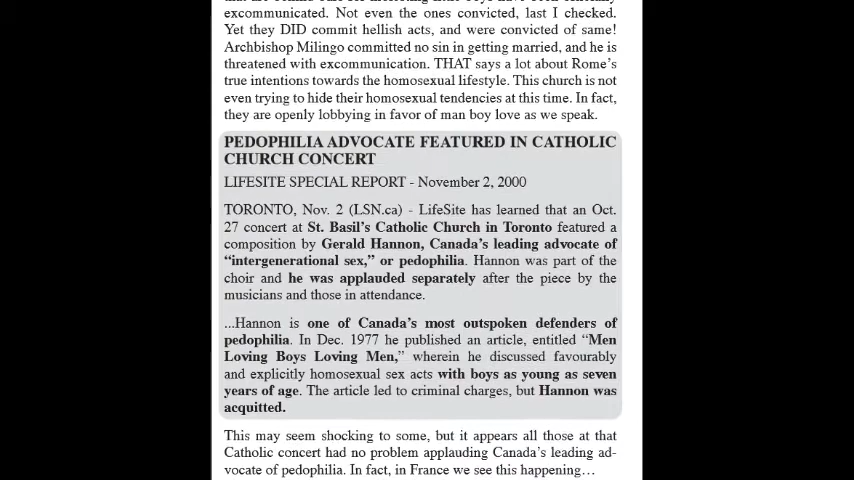 excommunicated. Not even the ones convicted, last I checked.
Yet they DID commit hellish acts, and were convicted of same!
Archbishop Milingo committed no sin in getting married, and he is
threatened with excommunication. THAT says a lot about Rome's
true intentions towards the homosexual lifestyle. This church is not
even trying to hide their homosexual tendencies at this time. In fact,
they are openly lobbying in favor of man boy love as we speak.
PEDOPHILIA ADVOCATE FEATURED IN CATHOLIC
CHURCH CONCERT
LIFESITE SPECIAL REPORT - November 2, 2000
TORONTO, Nov. 2 (LSN.ca) - LifeSite has learned that an Oct.
27 concert at St. Basil's Catholic Church in Toronto featured a
composition by Gerald Hannon, Canada's leading advocate of
"intergenerational sex," or pedophilia. Hannon was part of the
choir and he was applauded separately after the piece by the
musicians and those in attendance.
...Hannon is one of Canada's most outspoken defenders of
pedophilia. In Dec. 1977 he published an article, entitled "Men
Loving Boys Loving Men," wherein he discussed favourably
and explicitly homosexual sex acts with boys as young as seven
years of age. The article led to criminal charges, but Hannon was
acquitted.
This may seem shocking to some, but it appears all those at that
Catholic concert had no problem applauding Canada's leading ad-
vocate of pedophilia. In fact, in France we see this happening…